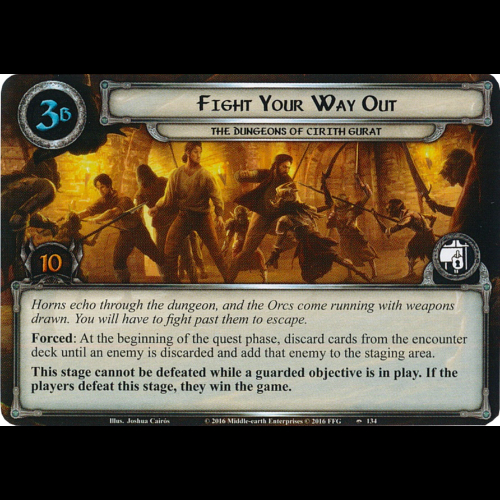 3B
Fight Your Way Out
The Dungeons of Cirith Gurat
10
Horns echo through the dungeon, and the Orcs come running with weapons
drawn. You will have to fight past them to escape.
Forced: At the beginning of the quest phase, discard cards from the encounter
deck until an enemy is discarded and add that enemy to the staging area.
This stage cannot be defeated while a guarded objective is in play. If the
players defeat this stage, they win the game.
Illus. Joshua Cairós
© 2016 Middle-earth Enterprises © 2016 FFG
134